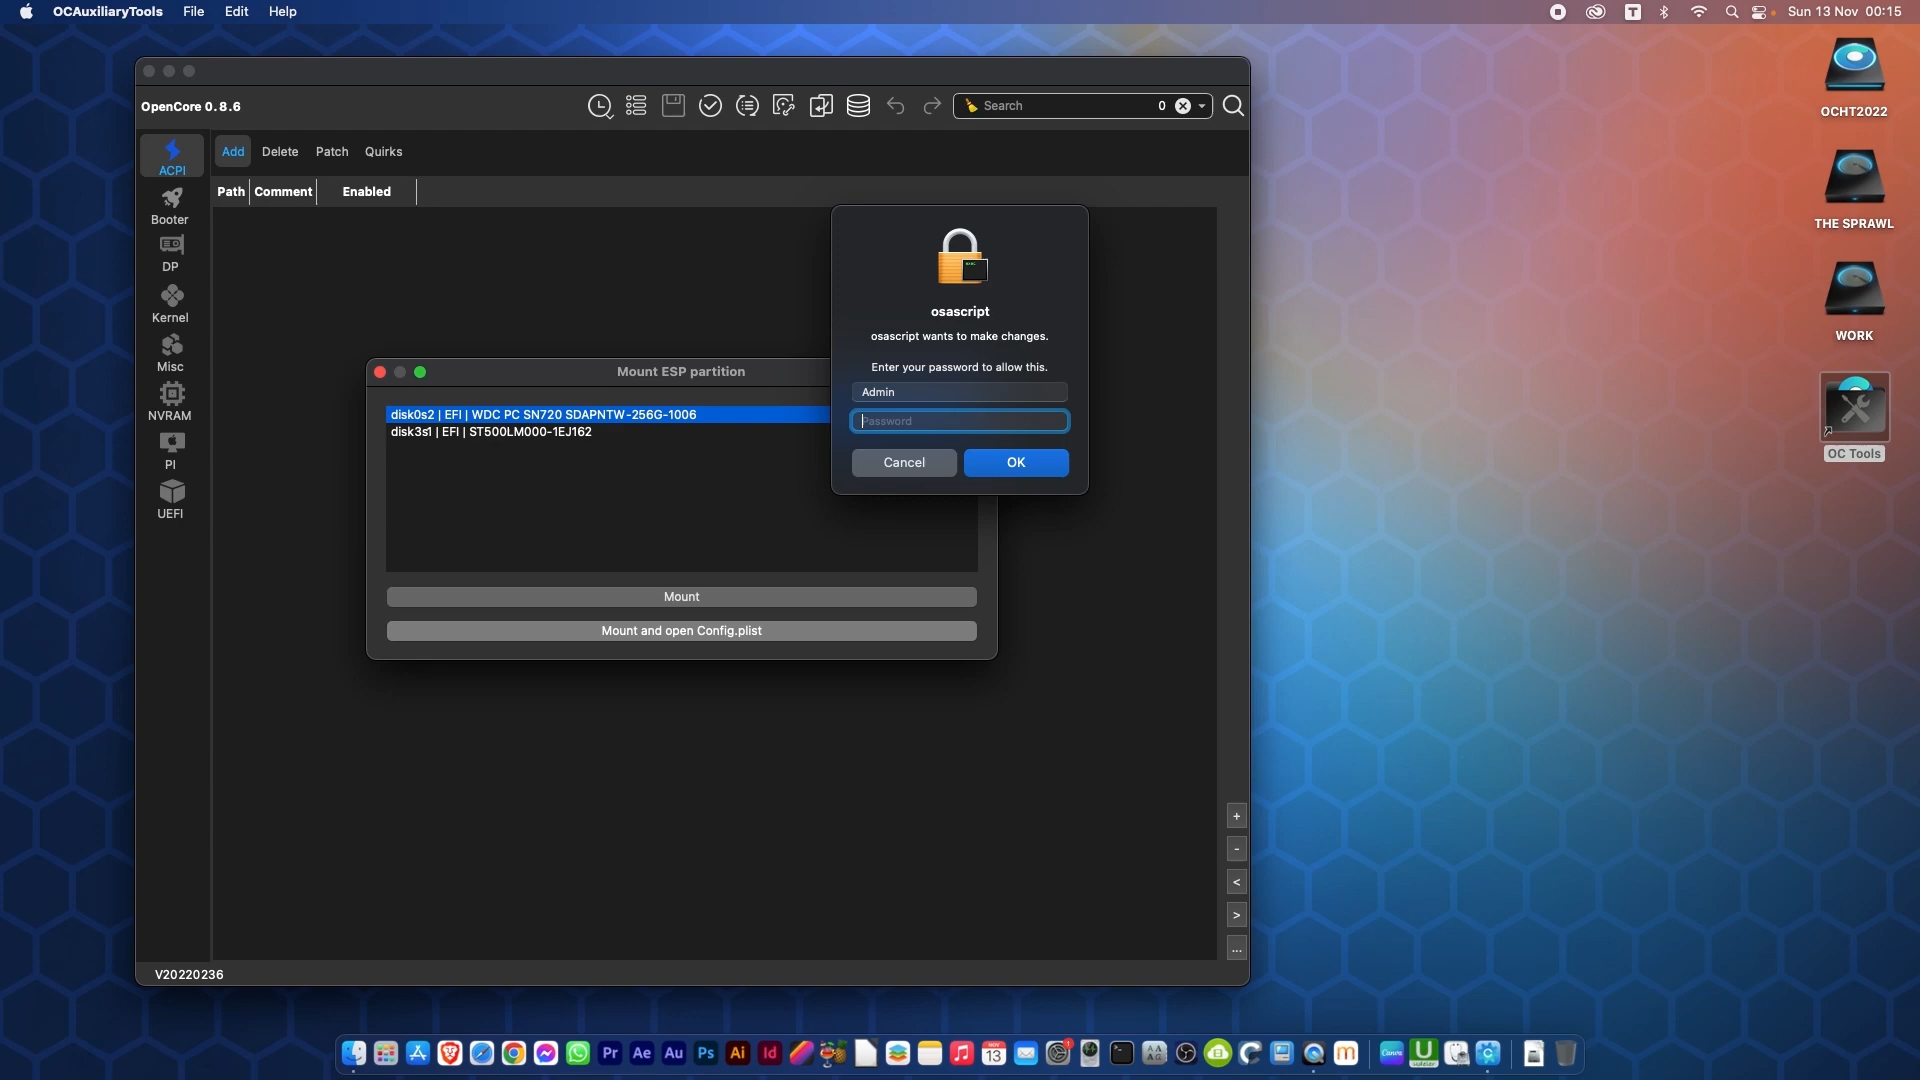 OCAuxiliaryTools File Edit Help
T
Sun 13 Nov 00:15
OpenCore 0.8.6
Search 0
ACPI
Booter
DP
Kernel
Misc
NVRAM
PI
UEFI
Add Delete Patch Quirks
Path Comment Enabled
Mount ESP partition
disk0s2 | EFI | WDC PC SN720 SDAPNTW-256G-1006
disk3s1 | EFI | ST500LM000-1EJ162
Mount
Mount and open Config.plist
osascript
osascript wants to make changes.
Enter your password to allow this.
Admin
Password
Cancel OK
+
-
<
>
...
V20220236
OCHT2022
THE SPRAWL
WORK
OC Tools
Pr Ae Au Ps Ai Id
NOV
13
1
Canva
U